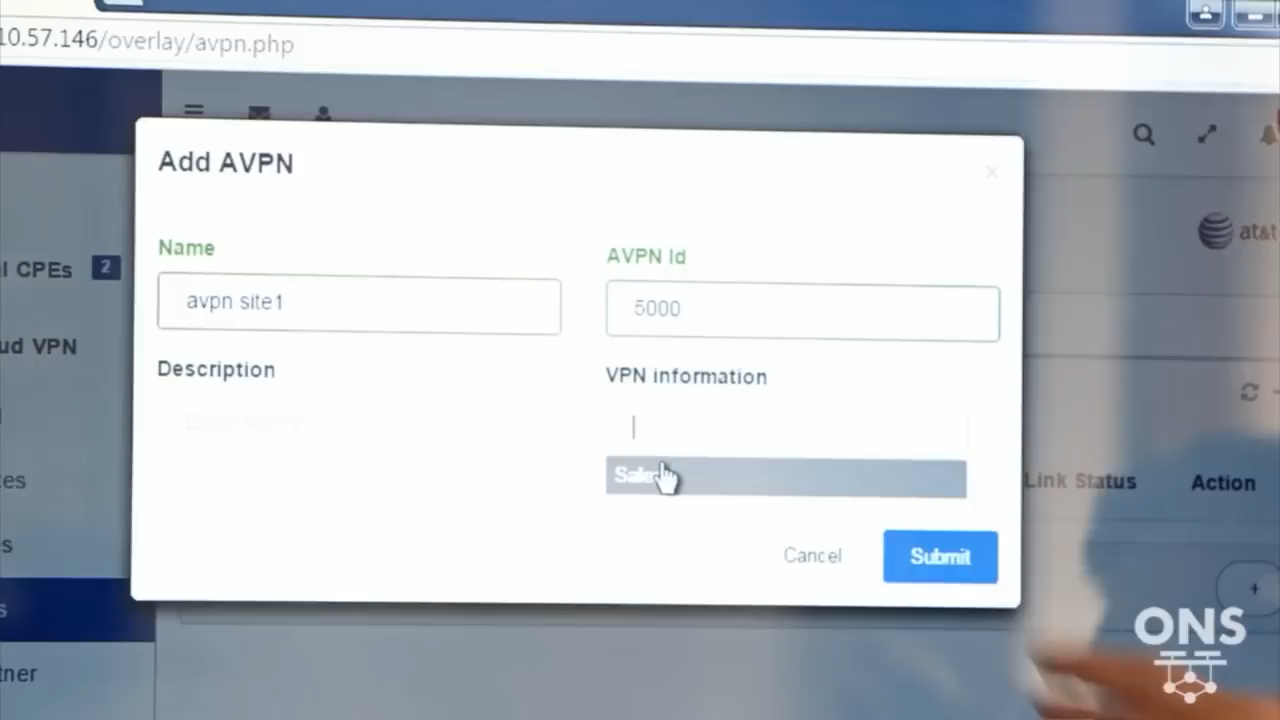 10.57.146/overlay/avpn.php
Add AVPN
×
at&t
Name
AVPN Id
l CPEs 2
avpn site1
5000
ud VPN
Description
VPN information
es
Link Status
Action
s
Cancel
Submit
s
+
tner
ONS